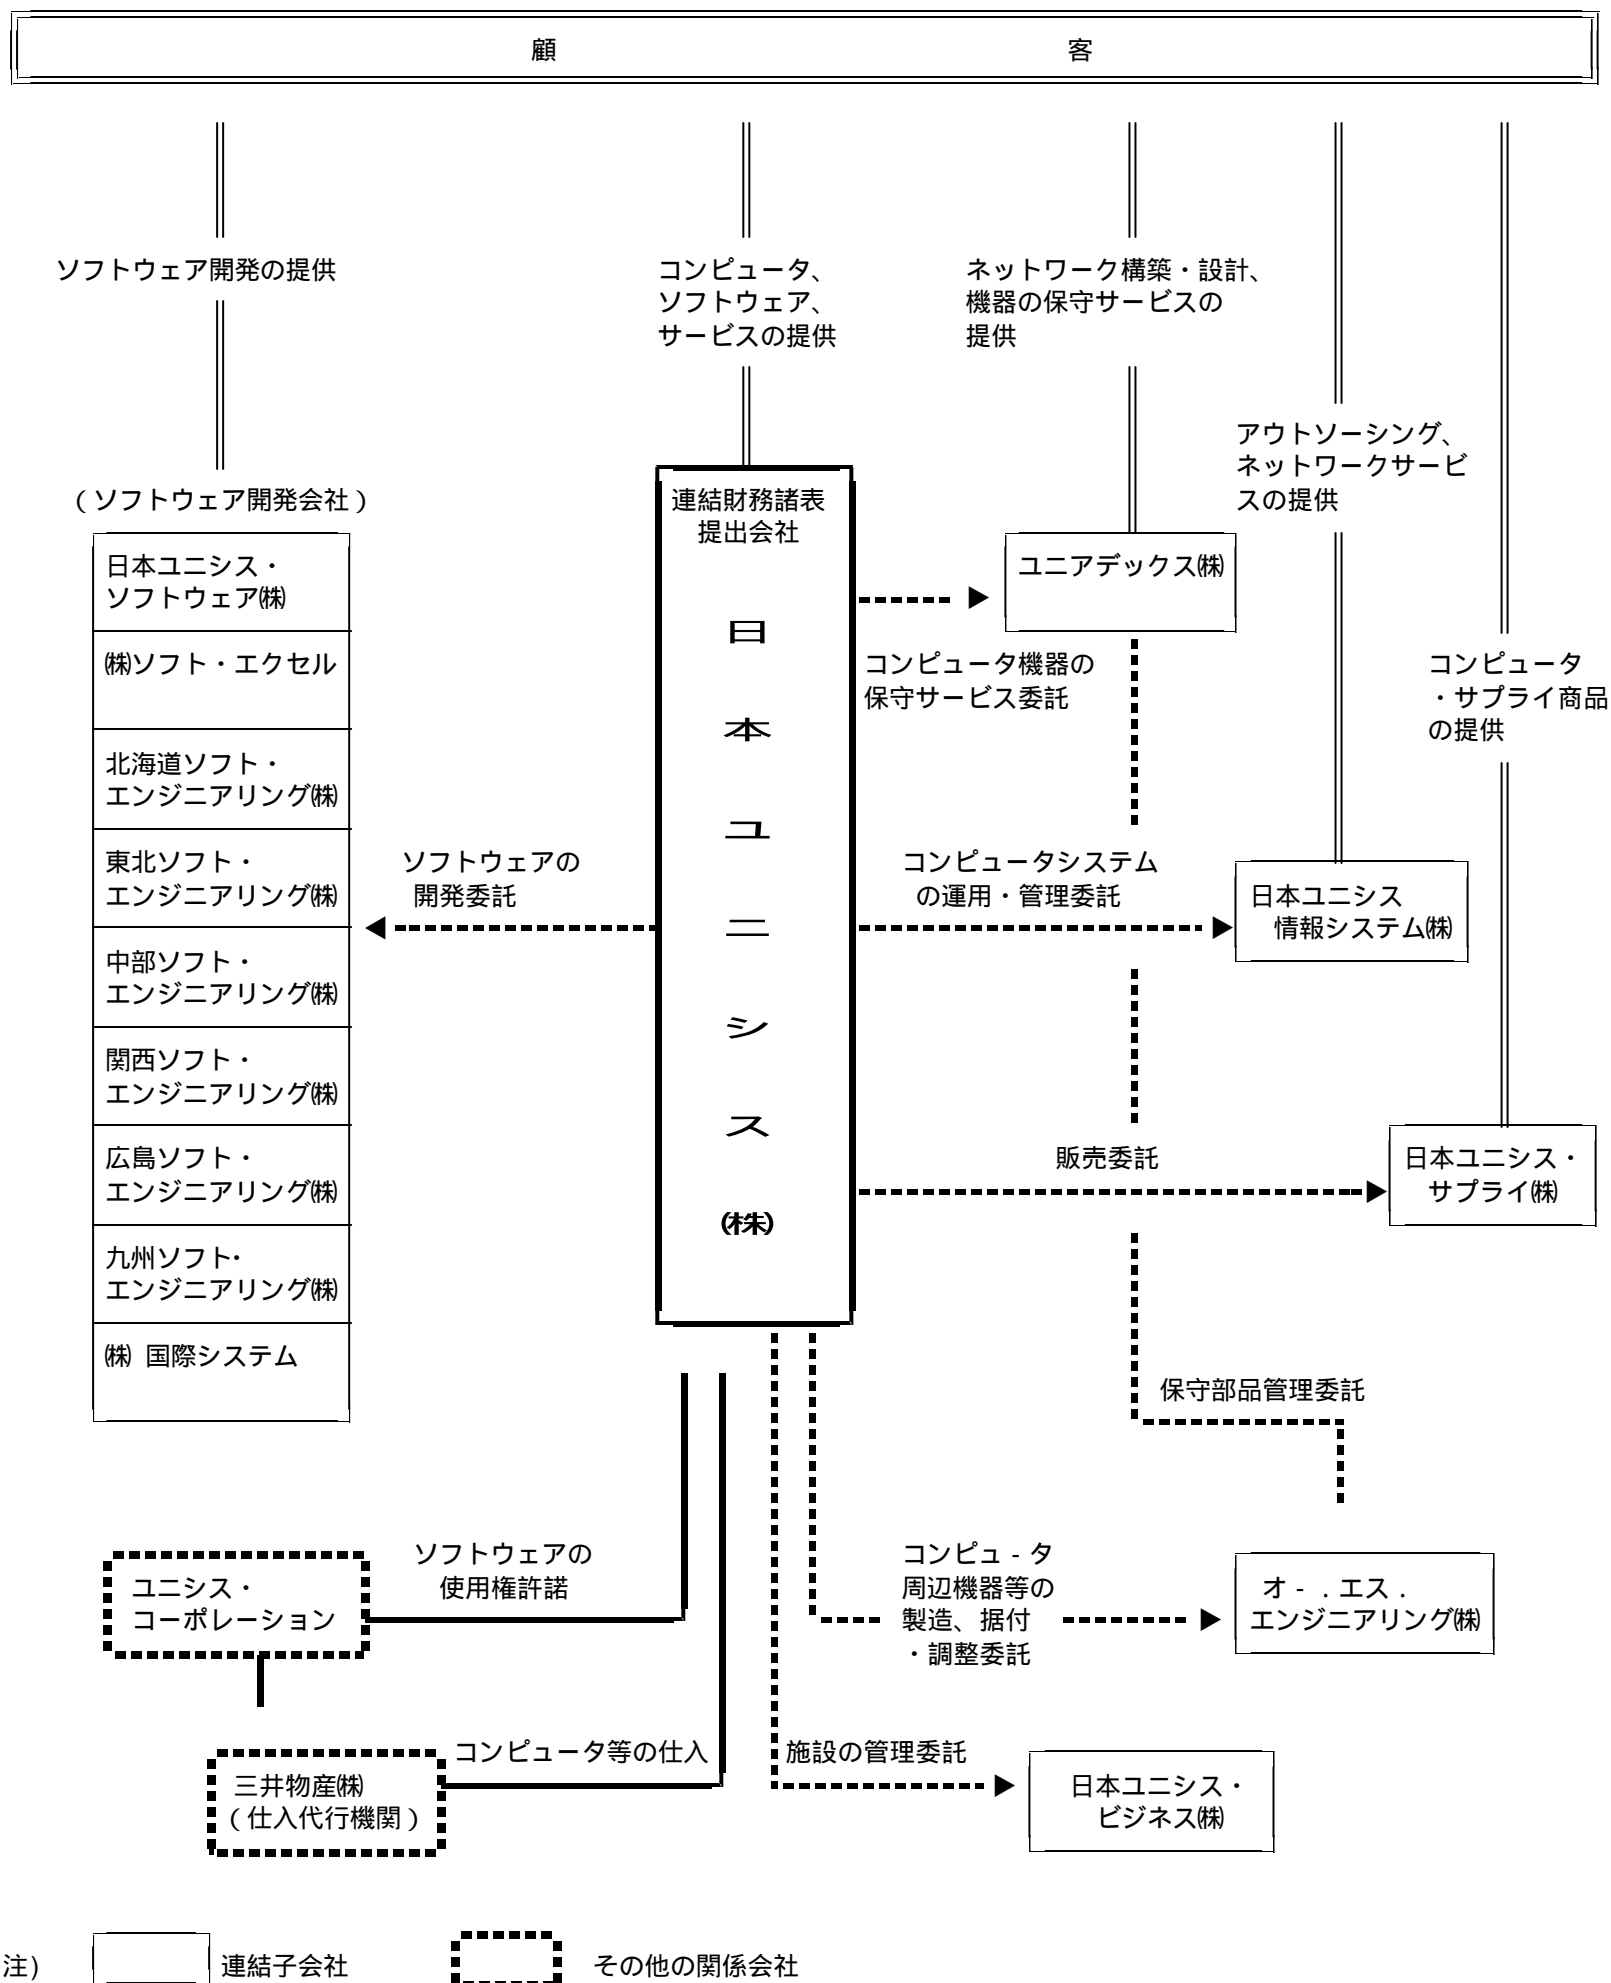 顧客
ソフトウェア開発の提供
コンピュータ、
ソフトウェア、
サービスの提供
ネットワーク構築・設計、
機器の保守サービスの
提供
アウトソーシング、
ネットワークサービ
スの提供
コンピュータ
・サプライ商品
の提供
(ソフトウェア開発会社)
日本ユニシス・
ソフトウェア㈱
㈱ソフト・エクセル
北海道ソフト・
エンジニアリング㈱
東北ソフト・
エンジニアリング㈱
中部ソフト・
エンジニアリング㈱
関西ソフト・
エンジニアリング㈱
広島ソフト・
エンジニアリング㈱
九州ソフト・
エンジニアリング㈱
㈱ 国際システム
ソフトウェアの
開発委託
連結財務諸表
提出会社
日本ユニシス㈱
ユニアデックス㈱
コンピュータ機器の
保守サービス委託
コンピュータシステム
の運用・管理委託
日本ユニシス
情報システム㈱
販売委託
日本ユニシス・
サプライ㈱
保守部品管理委託
ユニシス・
コーポレーション
ソフトウェアの
使用権許諾
コンピュ-タ
周辺機器等の
製造、据付
・調整委託
オ-.エス.
エンジニアリング㈱
三井物産㈱
(仕入代行機関)
コンピュータ等の仕入
施設の管理委託
日本ユニシス・
ビジネス㈱
注) 連結子会社 その他の関係会社